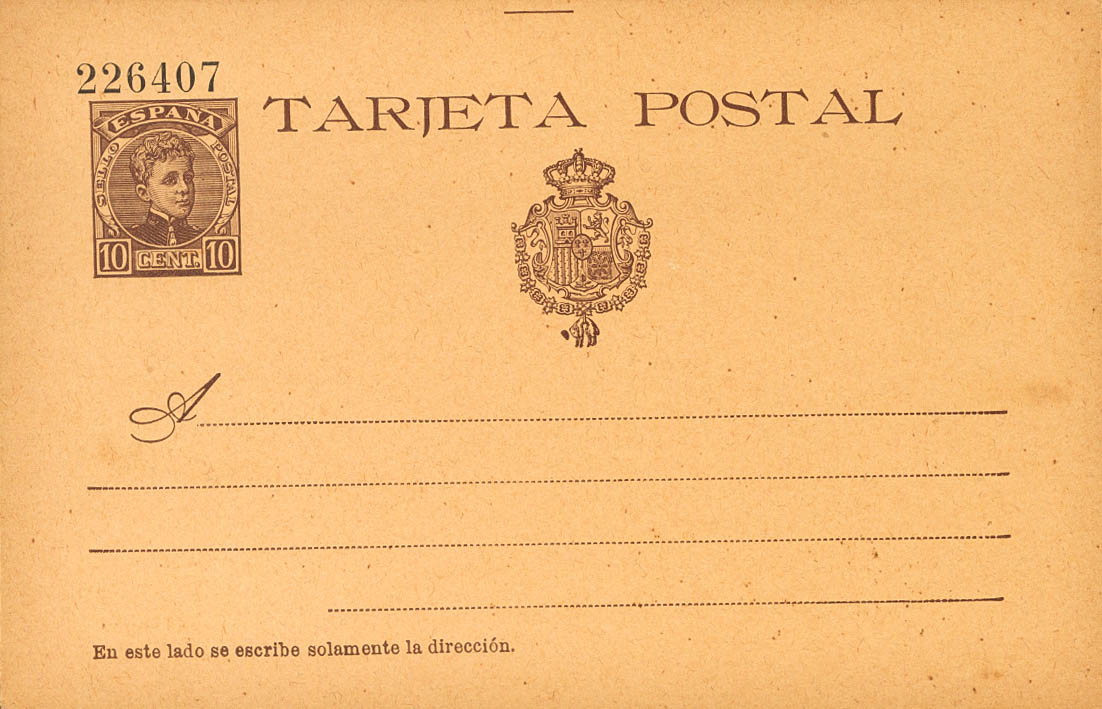 226407
ESPAÑA
SELLO POSTAL
10 CENT. 10
TARJETA POSTAL
A
En este lado se escribe solamente la dirección.